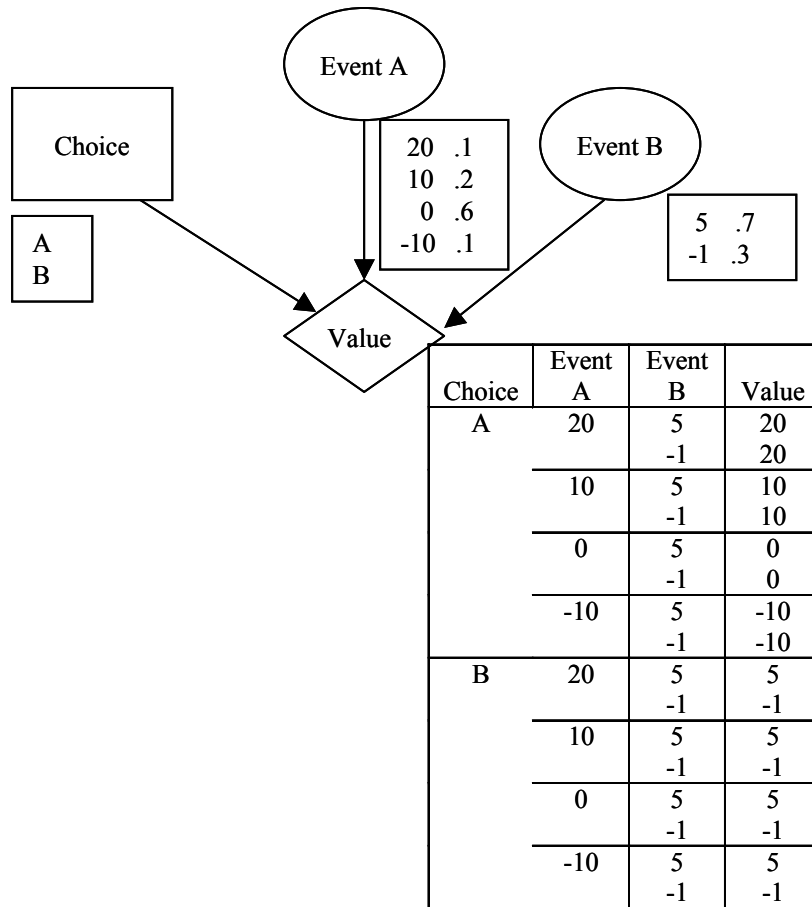 Event A
Choice
Event B
20 .1
10 .2
0 .6
-10 .1
5 .7
-1 .3
A
B
Value
Choice Event A Event B Value
A 20 5 20
-1 20
10 5 10
-1 10
0 5 0
-1 0
-10 5 -10
-1 -10
B 20 5 5
-1 -1
10 5 5
-1 -1
0 5 5
-1 -1
-10 5 5
-1 -1